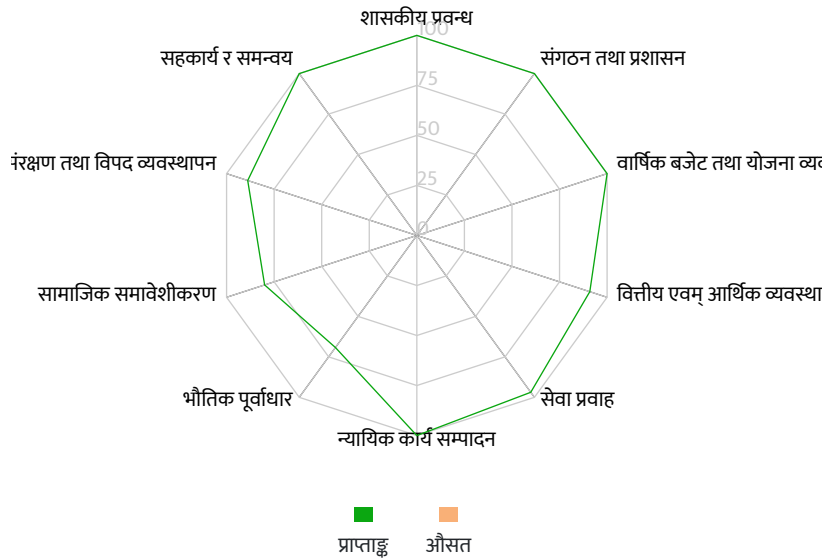 शासकीय प्रवन्ध
100
सहकार्य र समन्वय
संगठन तथा प्रशासन
75
50
संरक्षण तथा विपद व्यवस्थापन
वार्षिक बजेट तथा योजना
25
0
सामाजिक समावेशीकरण
वित्तीय एवम् आर्थिक
भौतिक पूर्वाधार
सेवा प्रवाह
न्यायिक कार्य सम्पादन
प्राप्ताङ्क
औसत